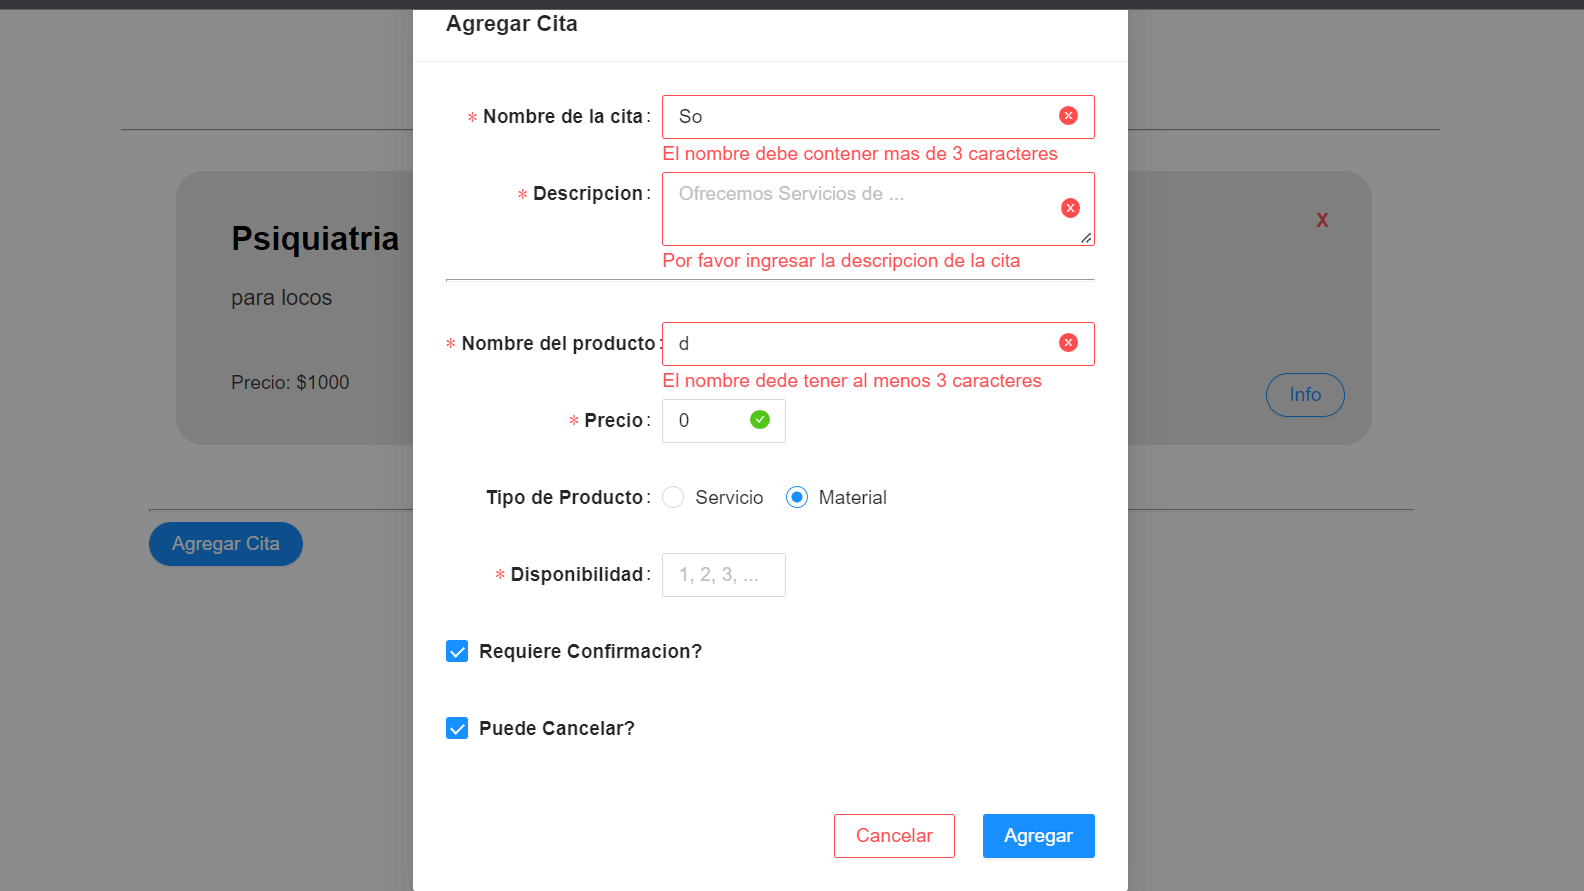 Agregar Cita
* Nombre de la cita: So
El nombre debe contener mas de 3 caracteres
* Descripcion: Ofrecemos Servicios de ...
Por favor ingresar la descripcion de la cita
* Nombre del producto: d
El nombre dede tener al menos 3 caracteres
* Precio: 0
Tipo de Producto: Servicio Material
* Disponibilidad: 1, 2, 3, ...
Requiere Confirmacion?
Puede Cancelar?
Cancelar Agregar
Psiquiatria
X
para locos
Precio: $1000
Info
Agregar Cita